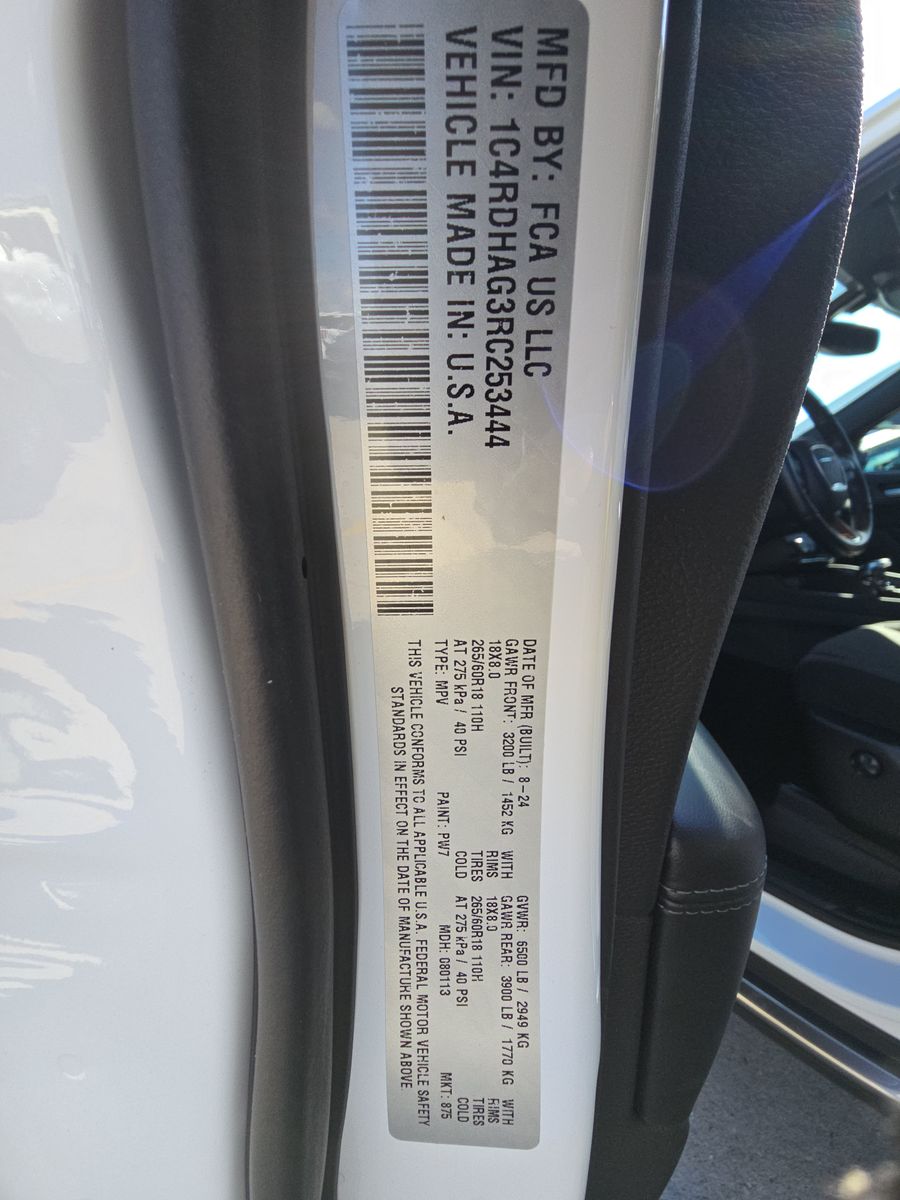 MFD BY: FCA US LLC
VIN: 1C4RDHAG3RC253444
VEHICLE MADE IN: U.S.A.
DATE OF MFR (BUILT): 8-24 GVWR: 6500 LB / 2949 KG
GAWR FRONT: 3200 LB / 1452 KG WITH GAWR REAR: 3900 LB / 1770 KG WITH
18X8.0 RIMS 18X8.0 RIMS
265/60R18 110H TIRES 265/60R18 110H TIRES
AT 275 kPa / 40 PSI COLD AT 275 kPa / 40 PSI COLD
TYPE: MPV PAINT: PW7 MDH: 080113 MKT: 875
THIS VEHICLE CONFORMS TO ALL APPLICABLE U.S.A. FEDERAL MOTOR VEHICLE SAFETY
STANDARDS IN EFFECT ON THE DATE OF MANUFACTURE SHOWN ABOVE.